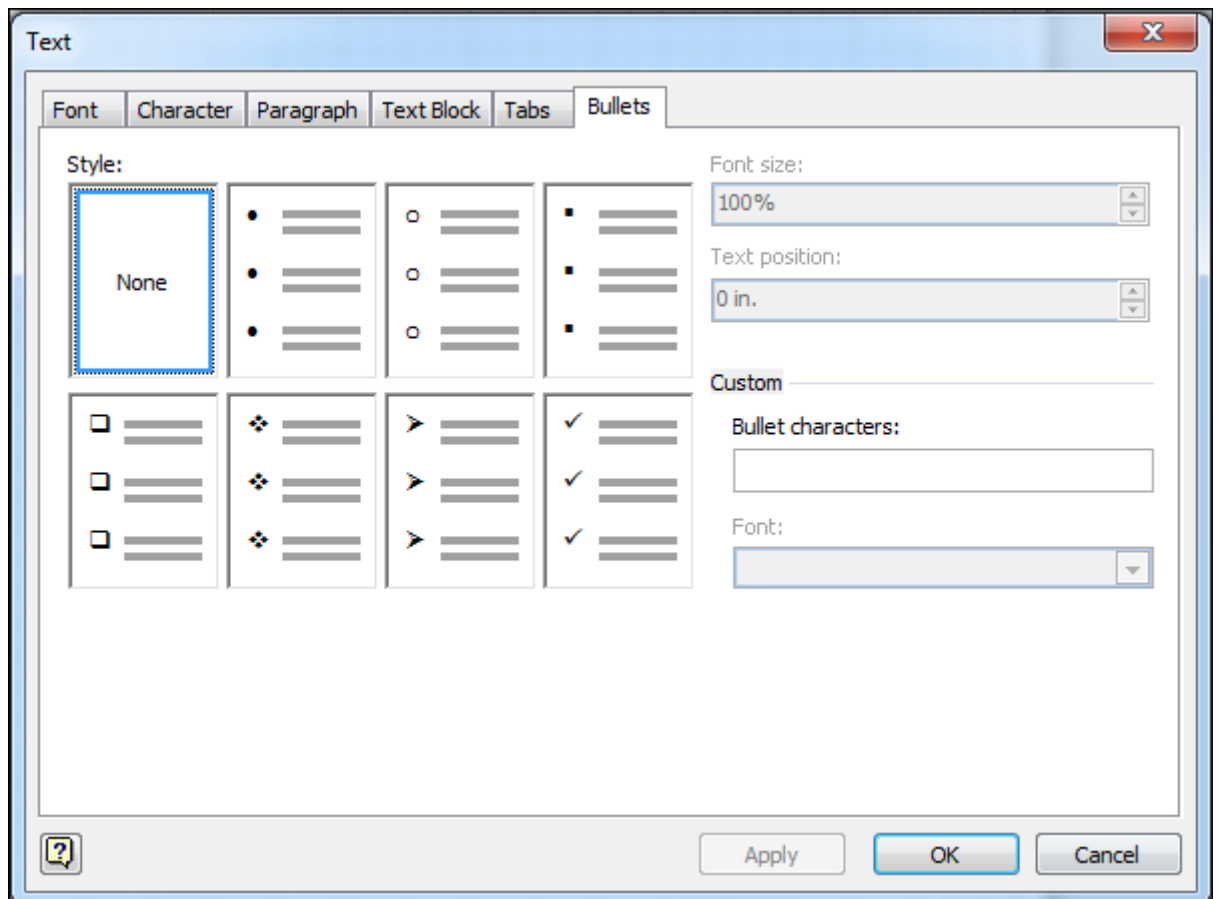 Text
Font Character Paragraph Text Block Tabs Bullets
Style:
None
Font size:
100%
Text position:
0 in.
Custom
Bullet characters:
Font:
Apply OK Cancel